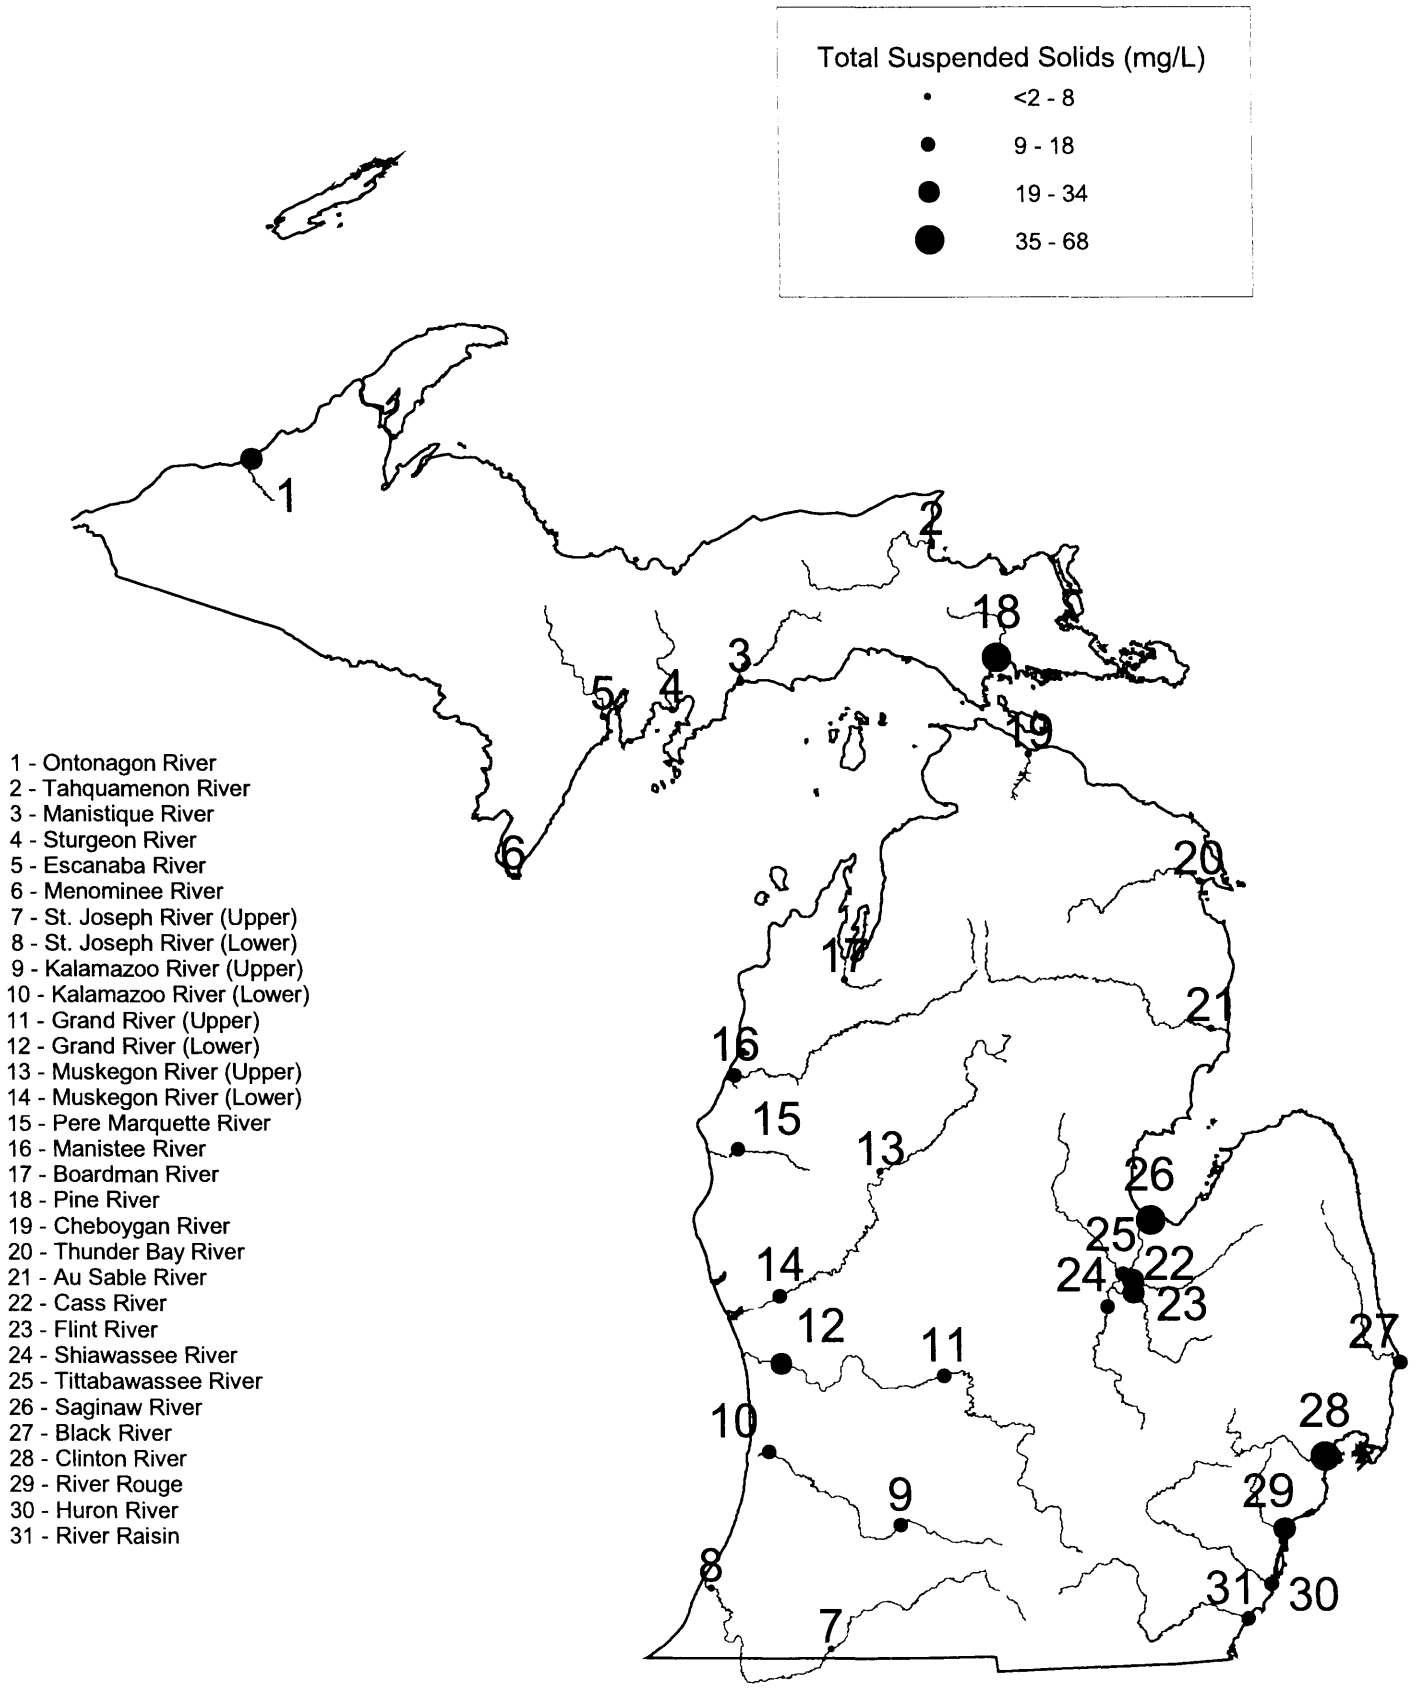 Total Suspended Solids (mg/L)
<2 - 8
9 - 18
19 - 34
35 - 68
1
2
18
3
4
5
19
6
20
17
21
16
15
13
26
25
22
24
23
14
12
11
27
10
28
9
29
8
31
30
7
1 - Ontonagon River
2 - Tahquamenon River
3 - Manistique River
4 - Sturgeon River
5 - Escanaba River
6 - Menominee River
7 - St. Joseph River (Upper)
8 - St. Joseph River (Lower)
9 - Kalamazoo River (Upper)
10 - Kalamazoo River (Lower)
11 - Grand River (Upper)
12 - Grand River (Lower)
13 - Muskegon River (Upper)
14 - Muskegon River (Lower)
15 - Pere Marquette River
16 - Manistee River
17 - Boardman River
18 - Pine River
19 - Cheboygan River
20 - Thunder Bay River
21 - Au Sable River
22 - Cass River
23 - Flint River
24 - Shiawassee River
25 - Tittabawassee River
26 - Saginaw River
27 - Black River
28 - Clinton River
29 - River Rouge
30 - Huron River
31 - River Raisin